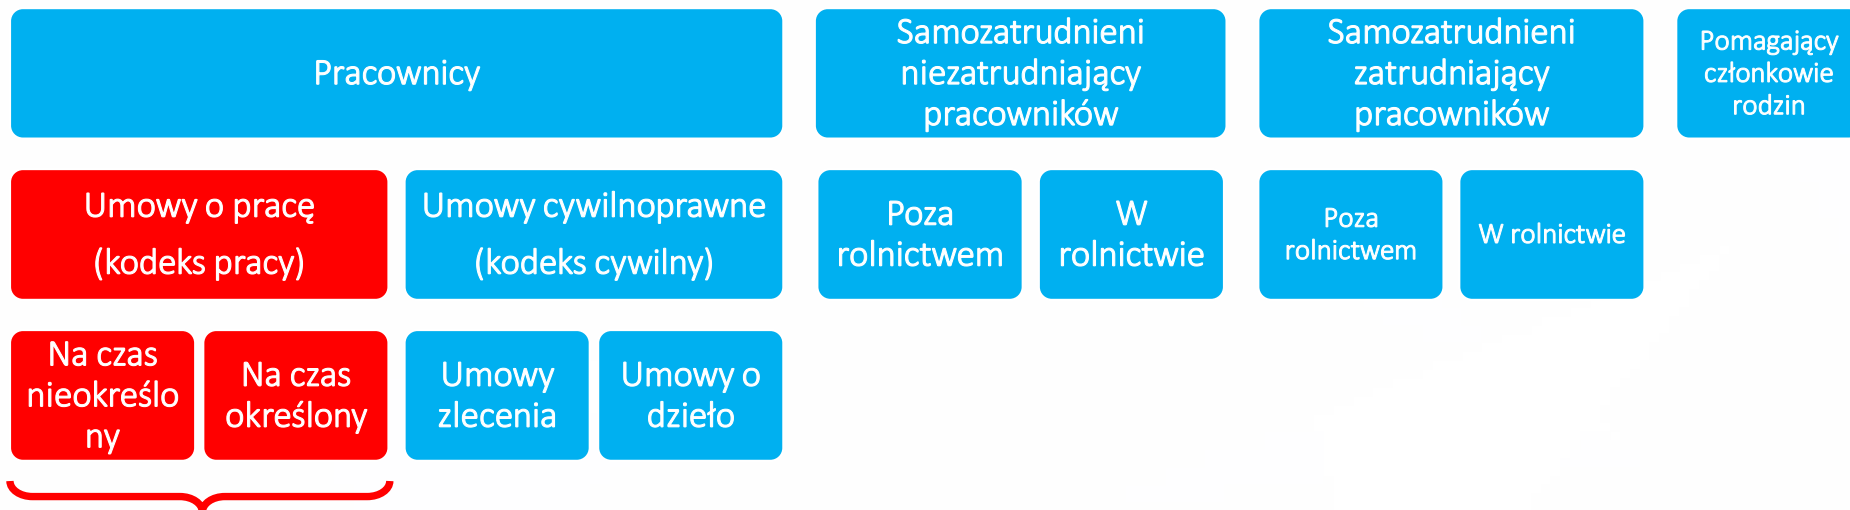 Pracownicy
Samozatrudnieni
niezatrudniający
pracowników
Samozatrudnieni
zatrudniający
pracowników
Pomagający
członkowie
rodzin
Umowy o pracę
(kodeks pracy)
Umowy cywilnoprawne
(kodeks cywilny)
Poza
rolnictwem
W
rolnictwie
Poza
rolnictwem
W rolnictwie
Na czas
nieokreślo
ny
Na czas
określony
Umowy
zlecenia
Umowy o
dzieło